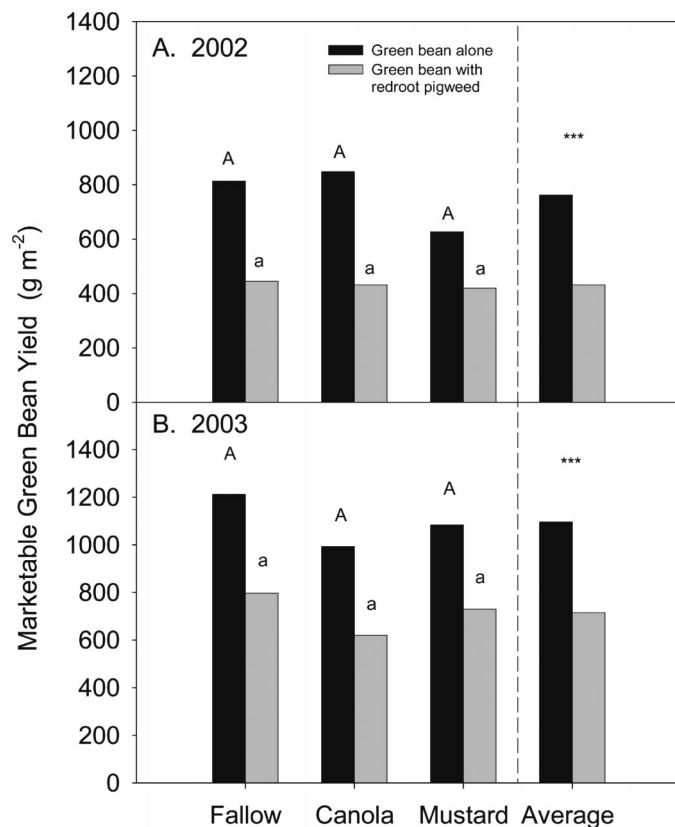 1400
A. 2002
Green bean alone
Green bean with
redroot pigweed
1200
1000
***
A
A
800
A
600
a
a
a
400
200
0
Marketable Green Bean Yield (g m-2)
B. 2003
1400
A
***
A
1200
A
1000
a
a
800
a
600
400
200
0
Fallow Canola Mustard Average